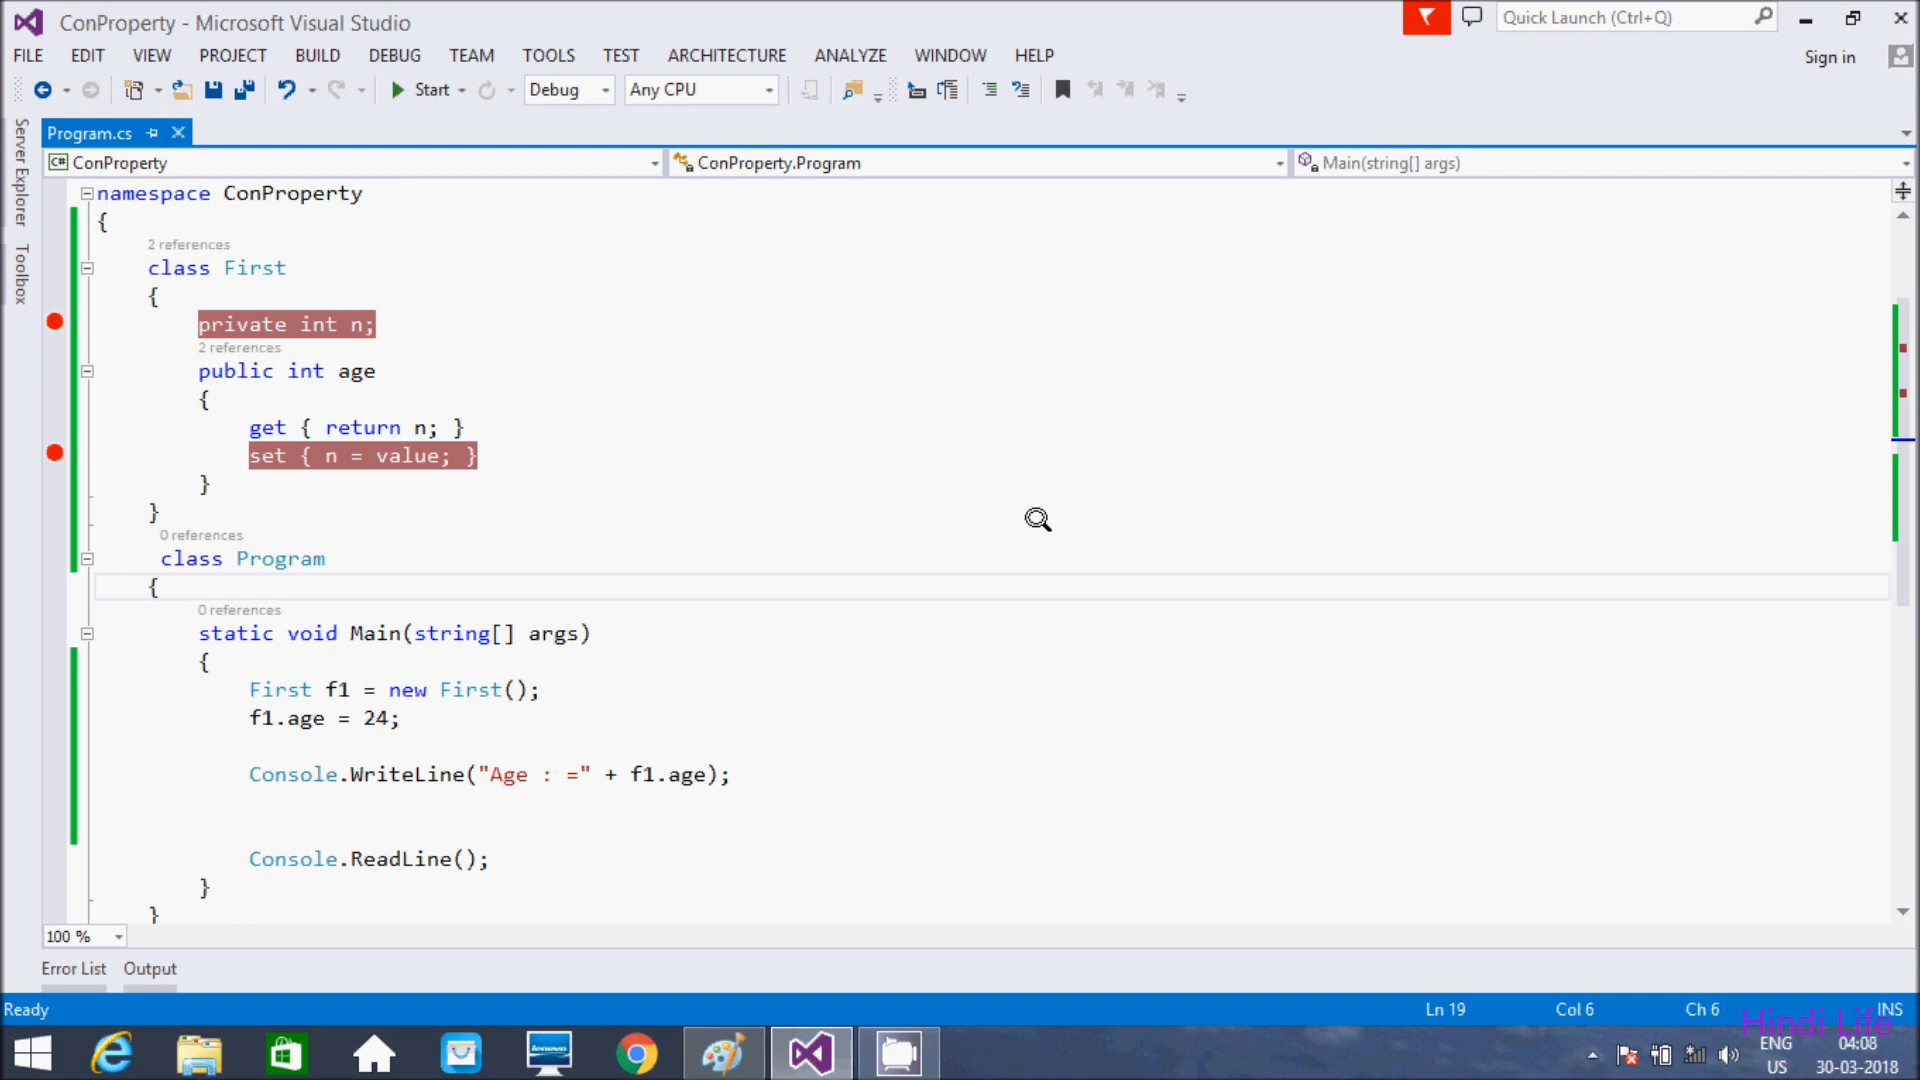 ConProperty - Microsoft Visual Studio
Quick Launch (Ctrl+Q)
FILE EDIT VIEW PROJECT BUILD DEBUG TEAM TOOLS TEST ARCHITECTURE ANALYZE WINDOW HELP
Sign in
Start Debug Any CPU
Server Explorer
Toolbox
Program.cs
C# ConProperty ConProperty.Program Main(string[] args)
namespace ConProperty
{
2 references
class First
{
private int n;
2 references
public int age
{
get { return n; }
set { n = value; }
}
}
0 references
class Program
{
0 references
static void Main(string[] args)
{
First f1 = new First();
f1.age = 24;
Console.WriteLine("Age : =" + f1.age);
Console.ReadLine();
}
}
100 %
Error List Output
Ready Ln 19 Col 6 Ch 6 INS
Hindi Life
ENG 04:08
US 30-03-2018